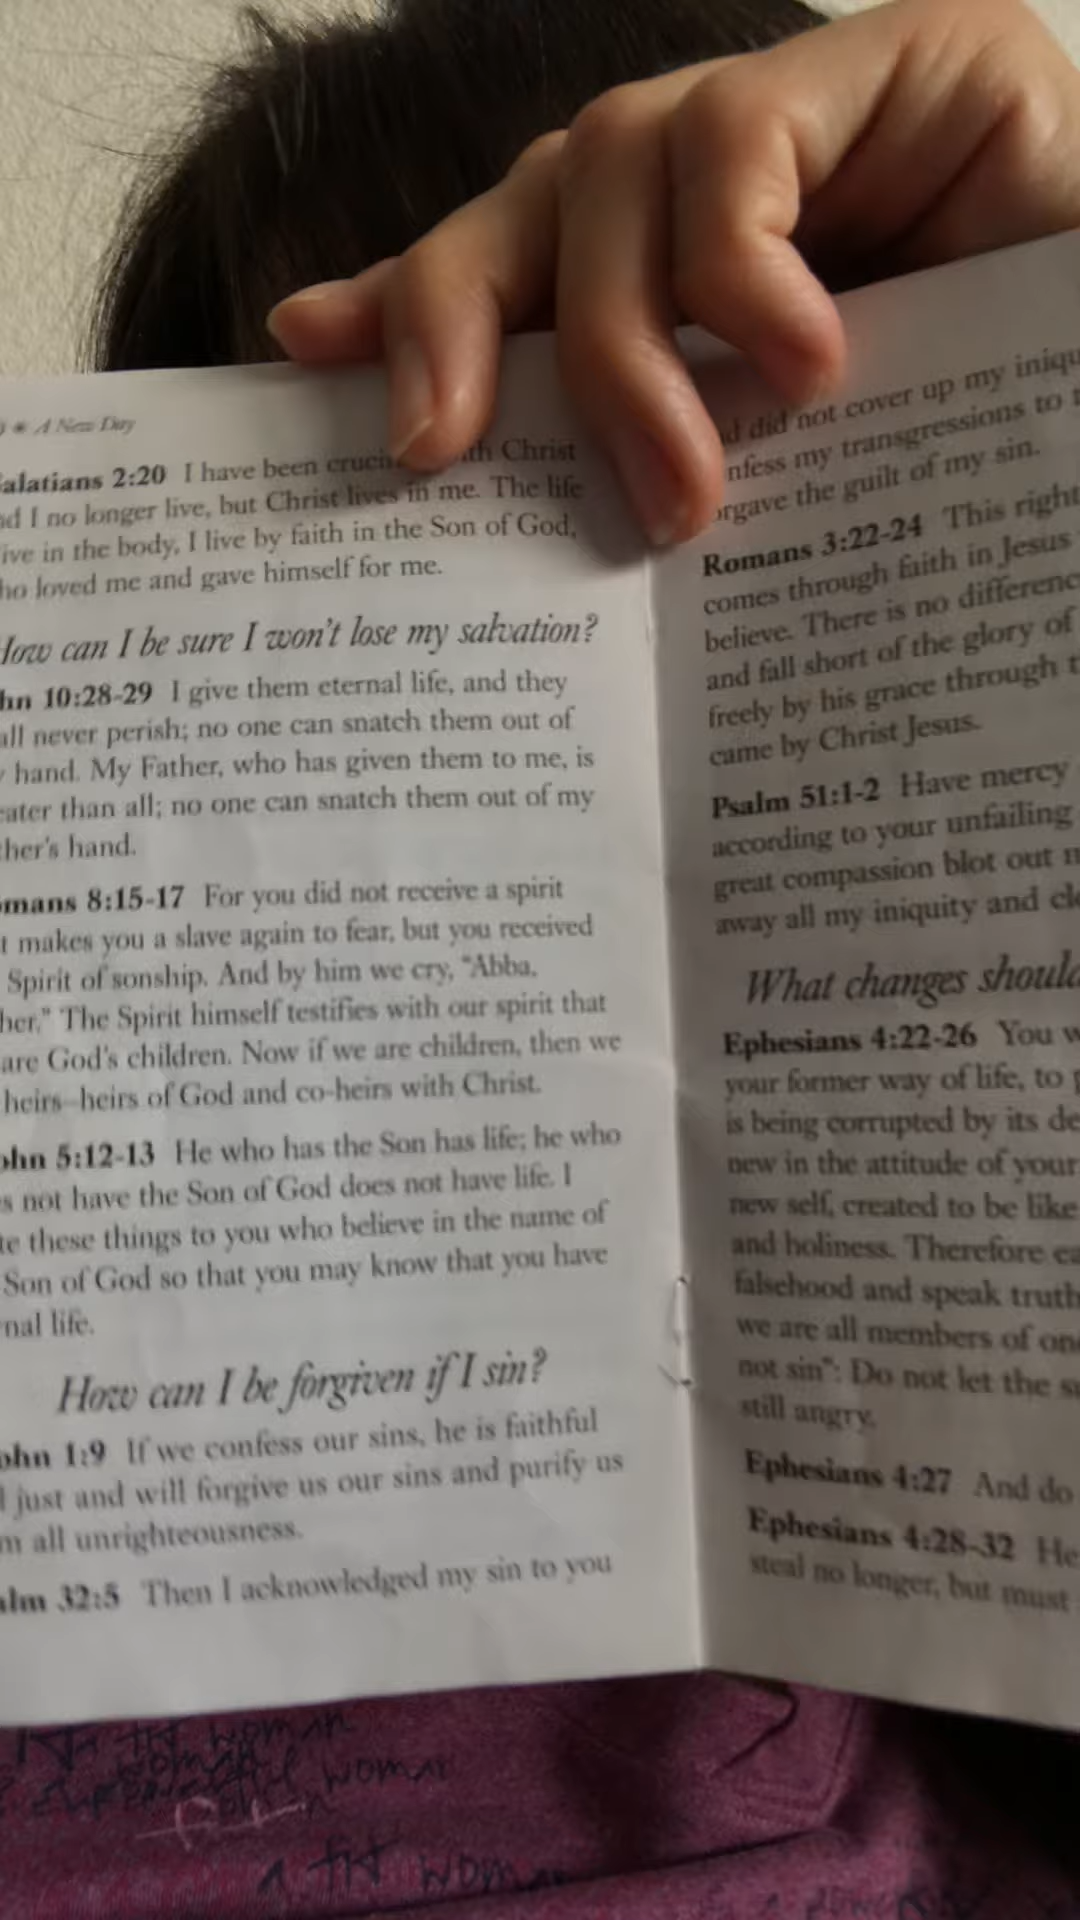 * A New Day
alatians 2:20 I have been cruci th Christ
nd I no longer live, but Christ lives in me. The life
ive in the body, I live by faith in the Son of God,
ho loved me and gave himself for me.
How can I be sure I won't lose my salvation?
hn 10:28-29 I give them eternal life, and they
all never perish; no one can snatch them out of
hand. My Father, who has given them to me, is
eater than all; no one can snatch them out of my
ther's hand.
mans 8:15-17 For you did not receive a spirit
t makes you a slave again to fear, but you received
Spirit of sonship. And by him we cry, "Abba,
her." The Spirit himself testifies with our spirit that
are God's children. Now if we are children, then we
heirs–heirs of God and co-heirs with Christ.
ohn 5:12-13 He who has the Son has life; he who
s not have the Son of God does not have life. I
te these things to you who believe in the name of
Son of God so that you may know that you have
nal life.
How can I be forgiven if I sin?
ohn 1:9 If we confess our sins, he is faithful
just and will forgive us our sins and purify us
m all unrighteousness.
alm 32:5 Then I acknowledged my sin to you
d did not cover up my iniqu
nfess my transgressions to t
orgave the guilt of my sin.
Romans 3:22-24 This right
comes through faith in Jesus
believe. There is no differenc
and fall short of the glory of
freely by his grace through t
came by Christ Jesus.
Psalm 51:1-2 Have mercy
according to your unfailing
great compassion blot out m
away all my iniquity and cle
What changes should
Ephesians 4:22-26 You w
your former way of life, to p
is being corrupted by its de
new in the attitude of your
new self, created to be like
and holiness. Therefore ea
falsehood and speak truth
we are all members of on
not sin": Do not let the su
still angry.
Ephesians 4:27 And do
Ephesians 4:28-32 He
steal no longer, but must
woman
woman
woman
A woman